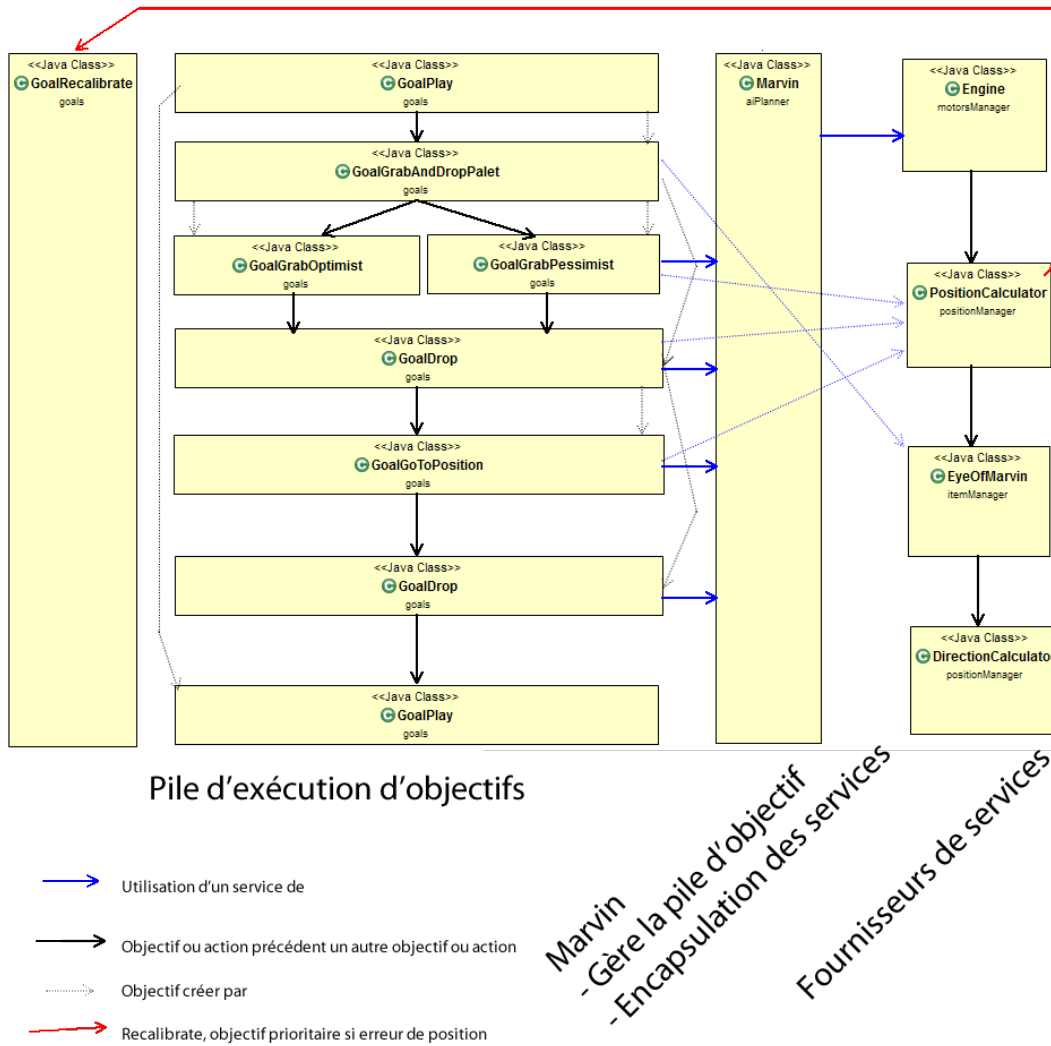 <<Java Class>>
GoalRecalibrate
goals
<<Java Class>>
GoalPlay
goals
<<Java Class>>
GoalGrabAndDropPalet
goals
<<Java Class>>
GoalGrabOptimist
goals
<<Java Class>>
GoalGrabPessimist
goals
<<Java Class>>
GoalDrop
goals
<<Java Class>>
GoalGoToPosition
goals
<<Java Class>>
GoalDrop
goals
<<Java Class>>
GoalPlay
goals
<<Java Class>>
Marvin
aiPlanner
<<Java Class>>
Engine
motorsManager
<<Java Class>>
PositionCalculator
positionManager
<<Java Class>>
EyeOfMarvin
itemManager
<<Java Class>>
DirectionCalculator
positionManager
Pile d'exécution d'objectifs
Marvin
- Gère la pile d'objectif
- Encapsulation des services
Fournisseurs de services
Utilisation d'un service de
Objectif ou action précédent un autre objectif ou action
Objectif créer par
Recalibrate, objectif prioritaire si erreur de position